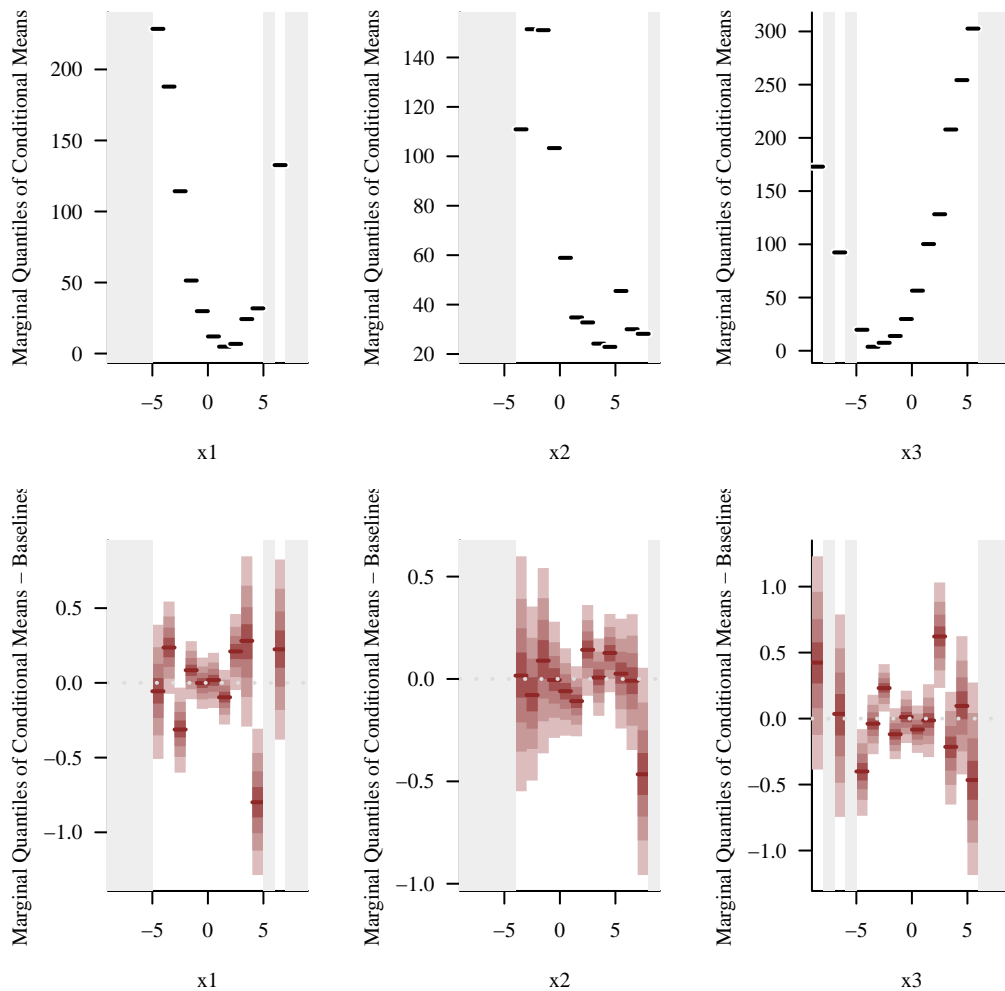 Marginal Quantiles of Conditional Means
200
150
100
50
0
−5 0 5
x1
Marginal Quantiles of Conditional Means
140
120
100
80
60
40
20
−5 0 5
x2
Marginal Quantiles of Conditional Means
300
250
200
150
100
50
0
−5 0 5
x3
Marginal Quantiles of Conditional Means − Baselines
0.5
0.0
−0.5
−1.0
−5 0 5
x1
Marginal Quantiles of Conditional Means − Baselines
0.5
0.0
−0.5
−1.0
−5 0 5
x2
Marginal Quantiles of Conditional Means − Baselines
1.0
0.5
0.0
−0.5
−1.0
−5 0 5
x3